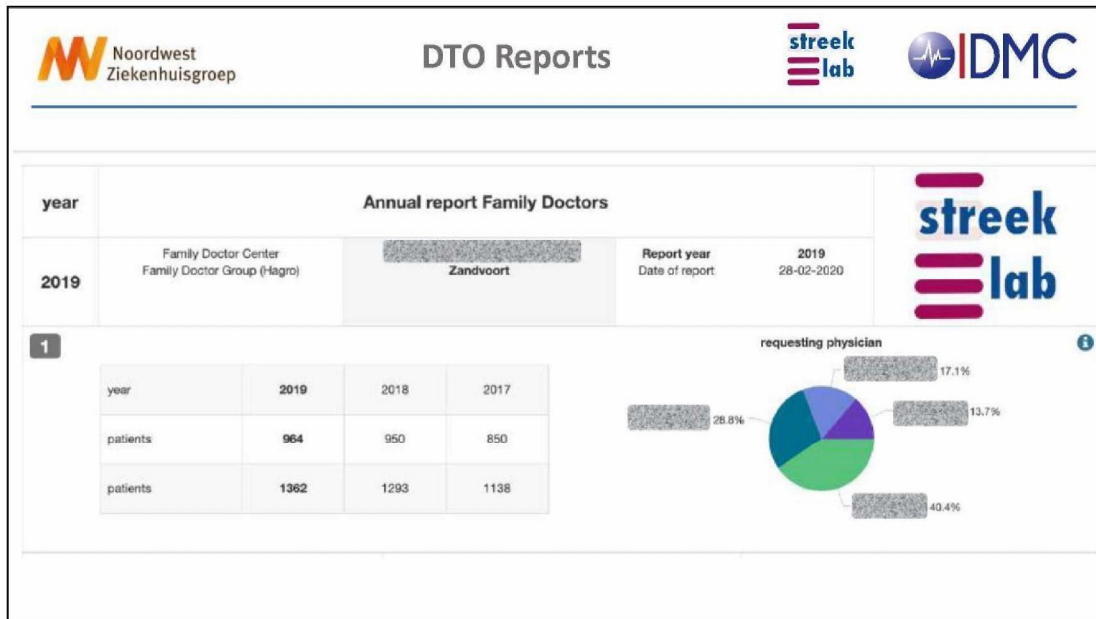 Noordwest
Ziekenhuisgroep
DTO Reports
streek
lab
IDMC
year
Annual report Family Doctors
streek
lab
2019
Family Doctor Center
Family Doctor Group (Hagro)
Zandvoort
Report year
Date of report
2019
28-02-2020
1
requesting physician
year 2019 2018 2017
patients 964 950 850
patients 1362 1293 1138
17.1%
28.8%
13.7%
40.4%